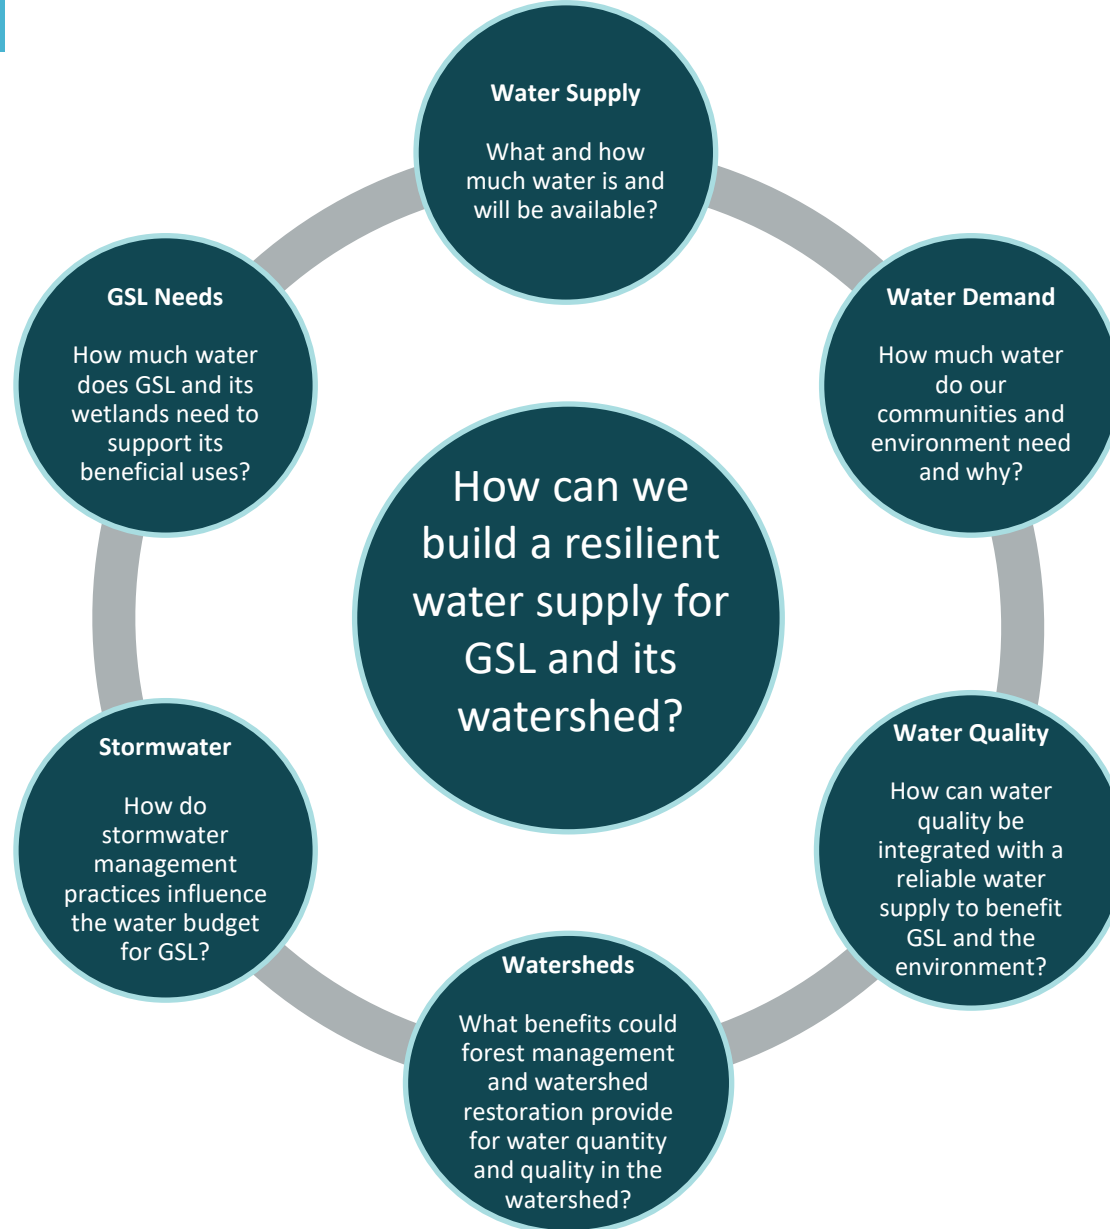 Water Supply
What and how
much water is and
will be available?
GSL Needs
How much water
does GSL and its
wetlands need to
support its
beneficial uses?
Water Demand
How much water
do our
communities and
environment need
and why?
How can we
build a resilient
water supply for
GSL and its
watershed?
Stormwater
How do
stormwater
management
practices influence
the water budget
for GSL?
Water Quality
How can water
quality be
integrated with a
reliable water
supply to benefit
GSL and the
environment?
Watersheds
What benefits could
forest management
and watershed
restoration provide
for water quantity
and quality in the
watershed?